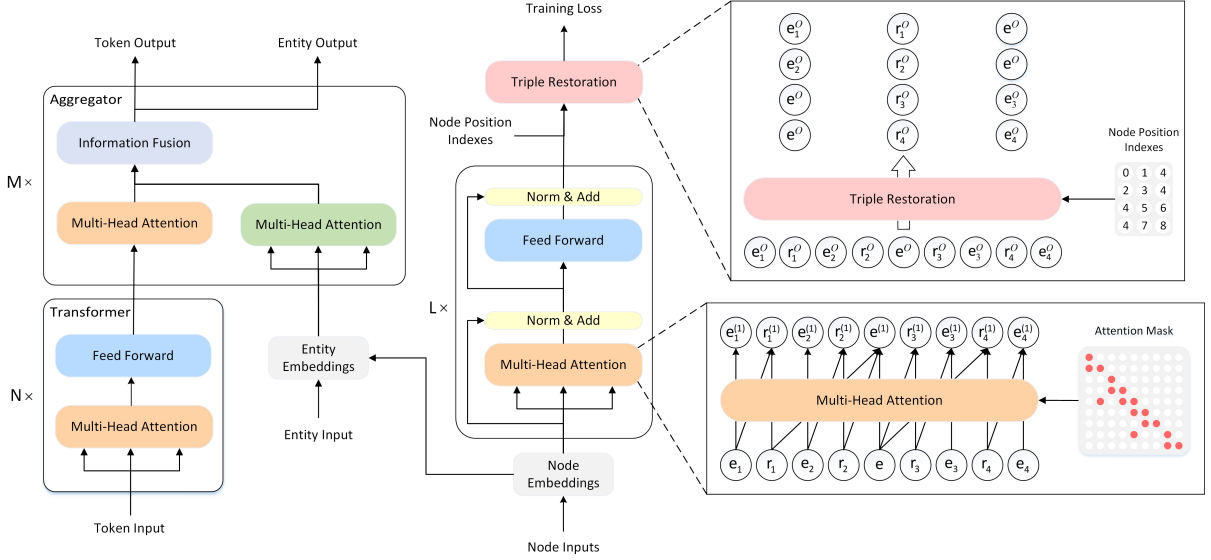 Token Output
Entity Output
Aggregator
Information Fusion
M×
Multi-Head Attention
Multi-Head Attention
Transformer
Feed Forward
N×
Multi-Head Attention
Token Input
Entity
Embeddings
Entity Input
Training Loss
Triple Restoration
Node Position
Indexes
Norm & Add
Feed Forward
L×
Norm & Add
Multi-Head Attention
Node
Embeddings
Node Inputs
e₁ᴼ r₁ᴼ eᴼ
e₂ᴼ r₂ᴼ eᴼ
eᴼ r₃ᴼ e₃ᴼ
eᴼ r₄ᴼ e₄ᴼ
Node Position
Indexes
0 1 4
2 3 4
4 5 6
4 7 8
Triple Restoration
e₁ᴼ r₁ᴼ e₂ᴼ r₂ᴼ eᴼ r₃ᴼ e₃ᴼ r₄ᴼ e₄ᴼ
e₁⁽¹⁾ r₁⁽¹⁾ e₂⁽¹⁾ r₂⁽¹⁾ e⁽¹⁾ r₃⁽¹⁾ e₃⁽¹⁾ r₄⁽¹⁾ e₄⁽¹⁾
Attention Mask
Multi-Head Attention
e₁ r₁ e₂ r₂ e r₃ e₃ r₄ e₄